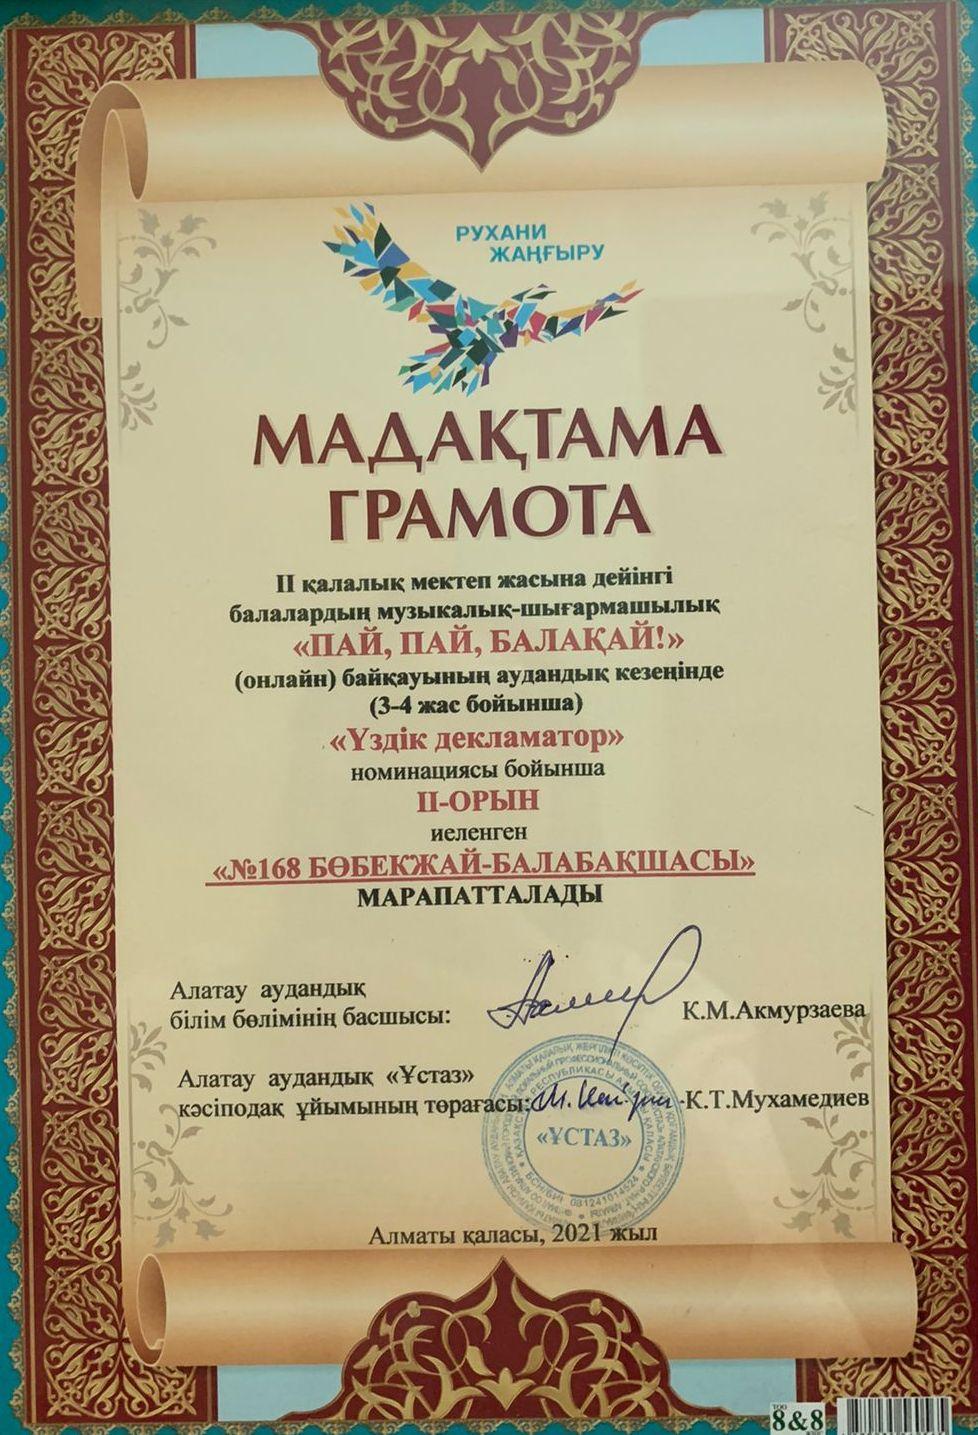 РУХАНИ
ЖАҢҒЫРУ
МАДАҚТАМА
ГРАМОТА
II қалалық мектеп жасына дейінгі
балалардың музыкалық-шығармашылық
«ПАЙ, ПАЙ, БАЛАҚАЙ!»
(онлайн) байқауының аудандық кезеңінде
(3-4 жас бойынша)
«Үздік декламатор»
номинациясы бойынша
II-ОРЫН
иеленген
«№168 БӨБЕКЖАЙ-БАЛАБАҚШАСЫ»
МАРАПАТТАЛАДЫ
Алатау аудандық
білім бөлімінің басшысы: К.М.Акмурзаева
Алатау аудандық «Ұстаз»
кәсіподақ ұйымының төрағасы: К.Т.Мухамедиев
«ҰСТАЗ»
Алматы қаласы, 2021 жыл
ТОО
8&8